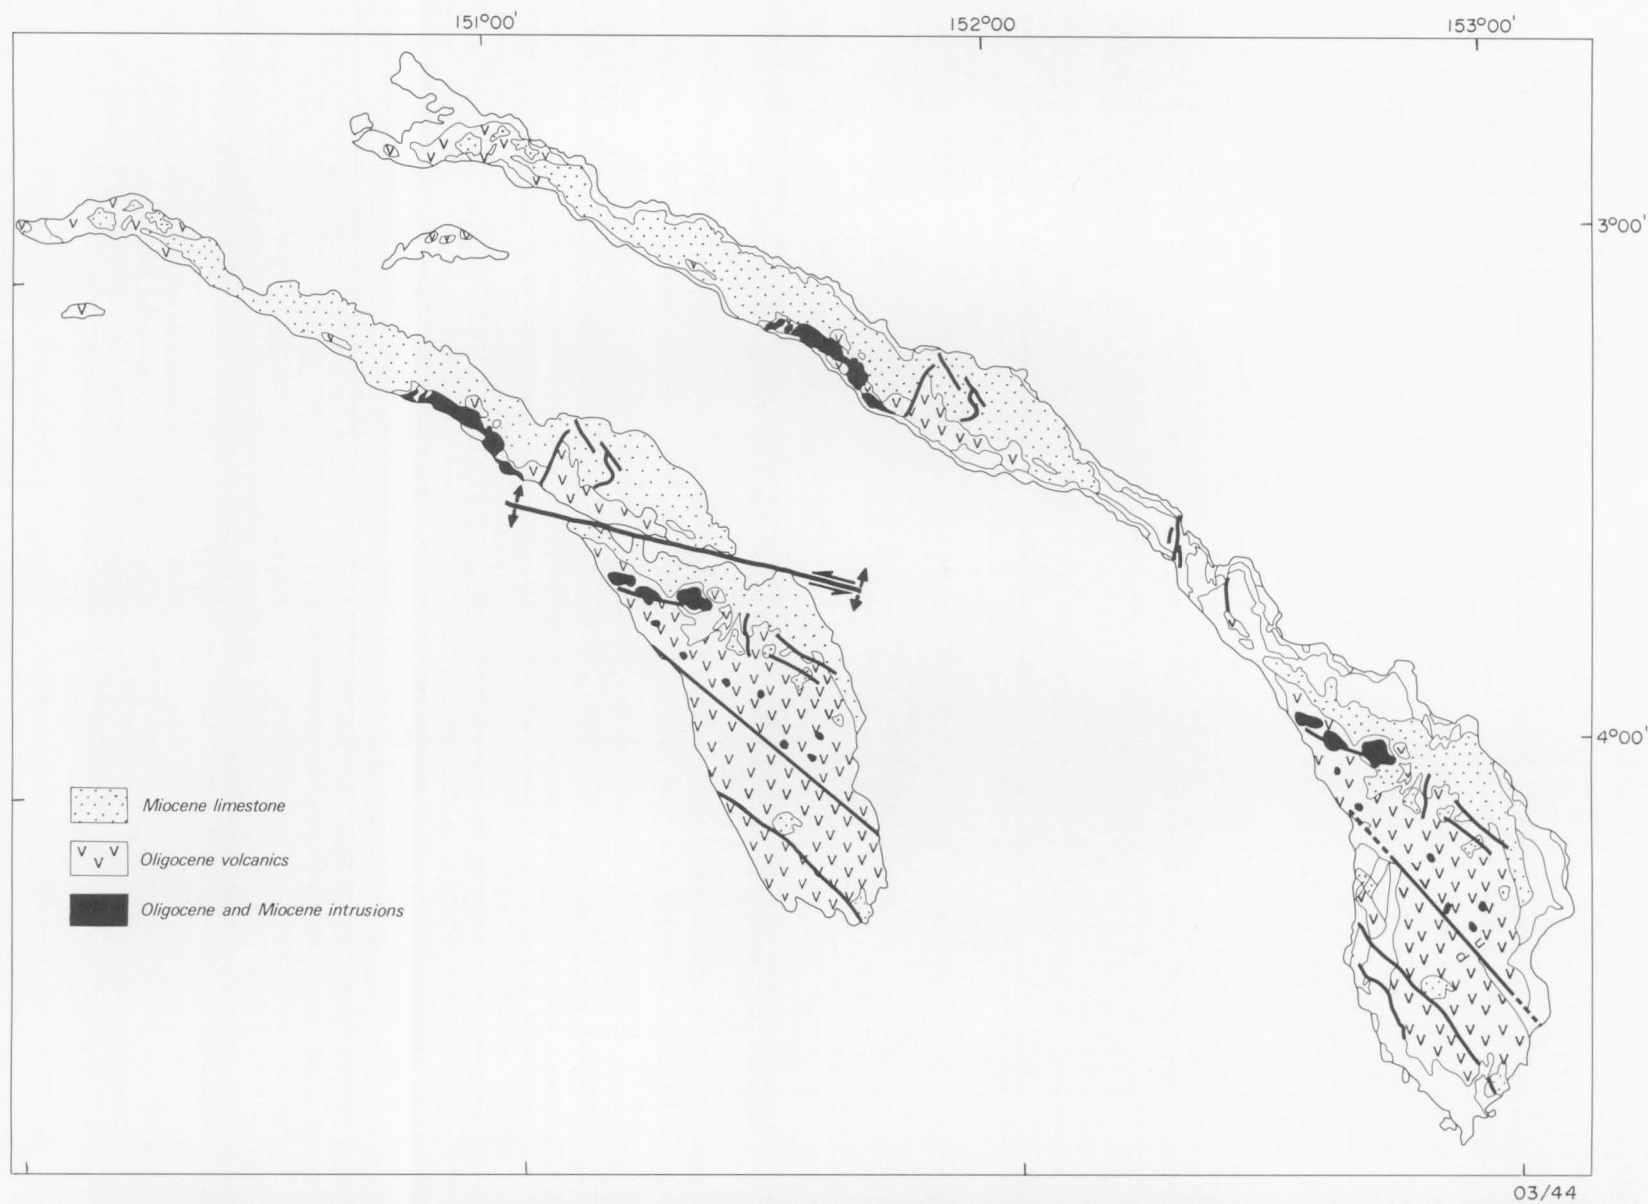 151°00' 152°00' 153°00'
3°00'
4°00'
Miocene limestone
Oligocene volcanics
Oligocene and Miocene intrusions
d u
03/44